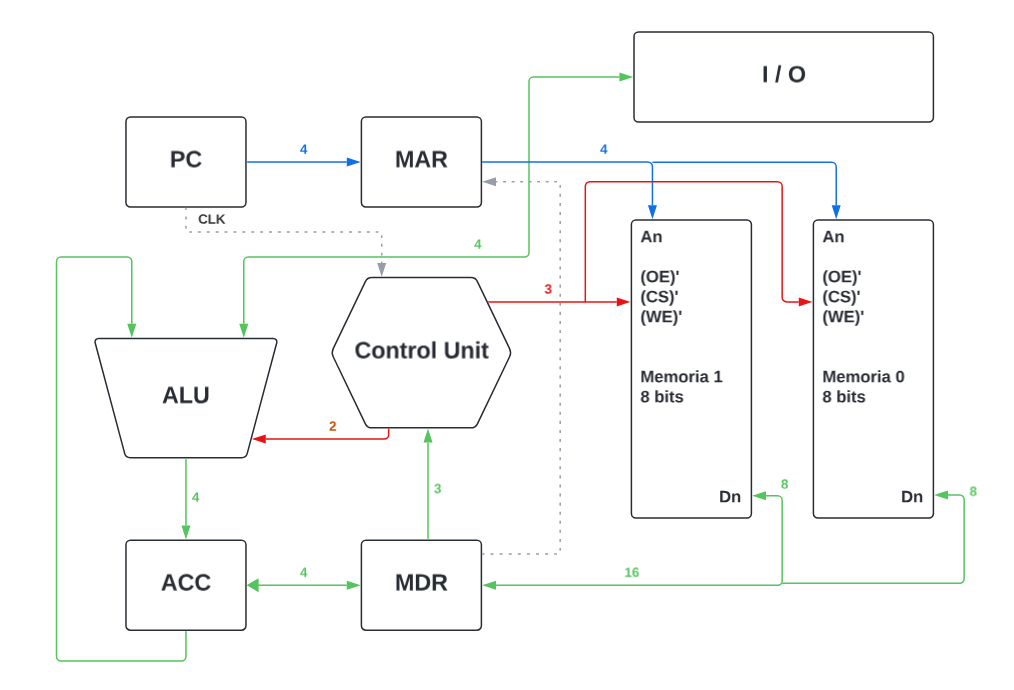 I / O
PC
4
MAR
4
CLK
4
An
(OE)'
(CS)'
(WE)'
Memoria 1
8 bits
Dn
An
(OE)'
(CS)'
(WE)'
Memoria 0
8 bits
Dn
3
Control Unit
ALU
2
4
3
8
8
ACC
4
MDR
16